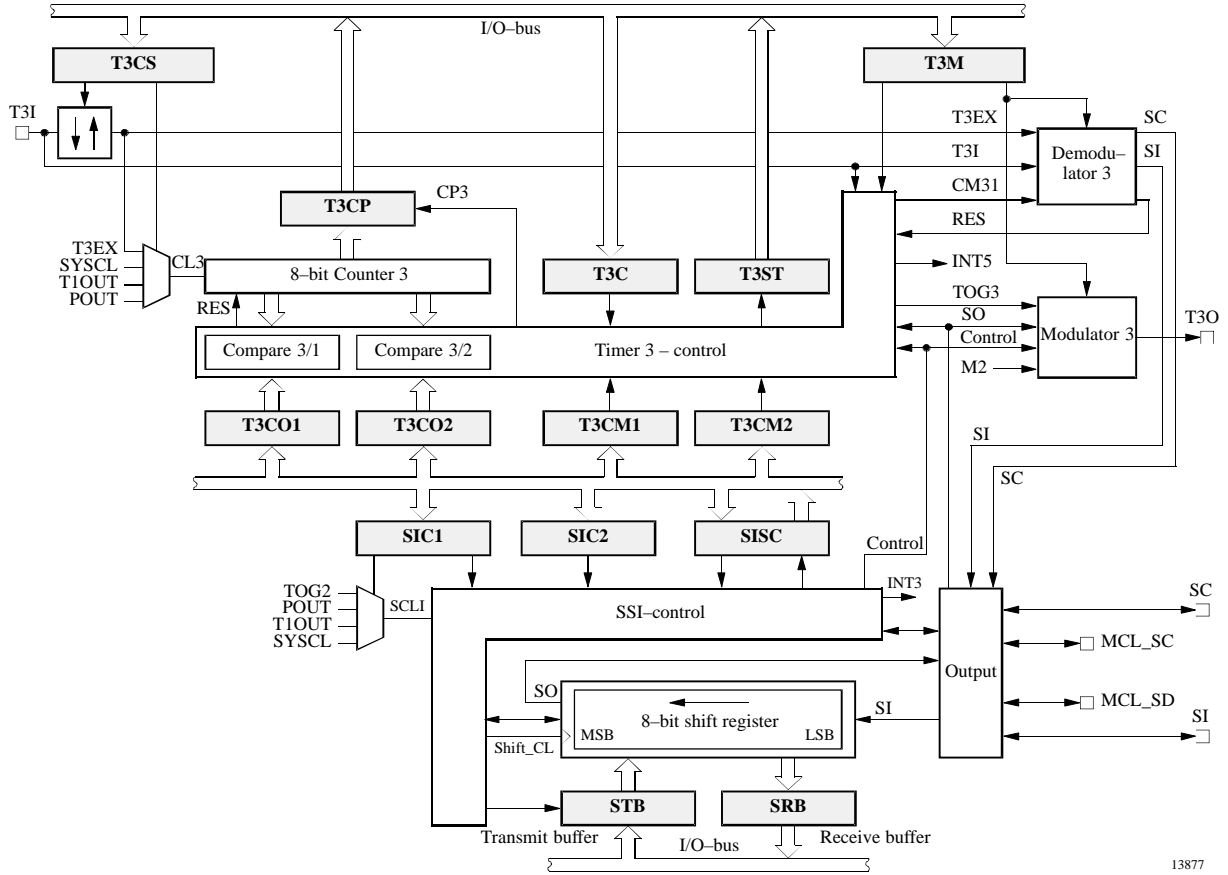 I/O–bus
T3CS
T3M
T3I
T3EX
SC
T3I
SI
Demodu–
lator 3
CM31
T3CP
CP3
RES
T3EX
SYSCL
T1OUT
POUT
CL3
8–bit Counter 3
T3C
T3ST
INT5
RES
TOG3
SO
Control
M2
Modulator 3
T3O
Compare 3/1
Compare 3/2
Timer 3 – control
T3CO1
T3CO2
T3CM1
T3CM2
SI
SC
SIC1
SIC2
SISC
Control
TOG2
POUT
T1OUT
SYSCL
SCLI
SSI–control
INT3
SC
MCL_SC
Output
MCL_SD
SI
SO
8–bit shift register
MSB
LSB
SI
Shift_CL
STB
SRB
Transmit buffer
I/O–bus
Receive buffer
13877